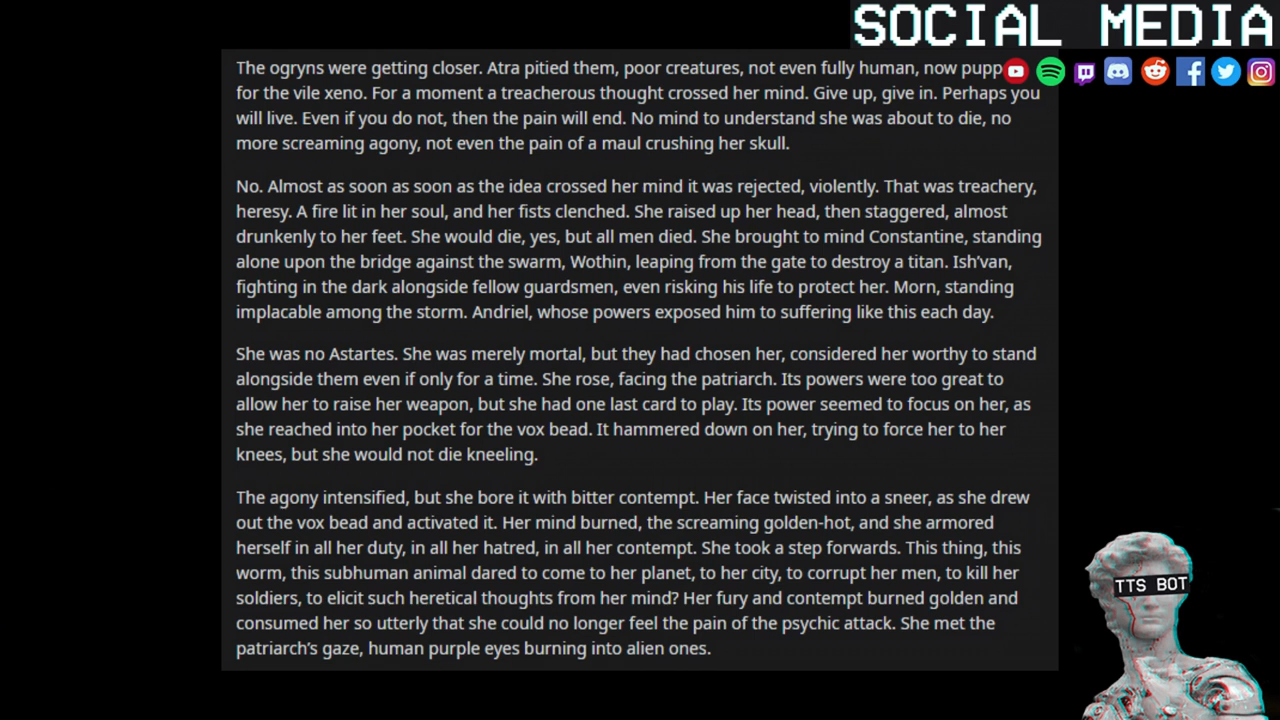 SOCIAL MEDIA
The ogryns were getting closer. Atra pitied them, poor creatures, not even fully human, now
for the vile xeno. For a moment a treacherous thought crossed her mind. Give up, give in. Perhaps you
will live. Even if you do not, then the pain will end. No mind to understand she was about to die, no
more screaming agony, not even the pain of a maul crushing her skull.
No. Almost as soon as soon as the idea crossed her mind it was rejected, violently. That was treachery,
heresy. A fire lit in her soul, and her fists clenched. She raised up her head, then staggered, almost
drunkenly to her feet. She would die, yes, but all men died. She brought to mind Constantine, standing
alone upon the bridge against the swarm, Wothin, leaping from the gate to destroy a titan. Ish’van,
fighting in the dark alongside fellow guardsmen, even risking his life to protect her. Morn, standing
implacable among the storm. Andriel, whose powers exposed him to suffering like this each day.
She was no Astartes. She was merely mortal, but they had chosen her, considered her worthy to stand
alongside them even if only for a time. She rose, facing the patriarch. Its powers were too great to
allow her to raise her weapon, but she had one last card to play. Its power seemed to focus on her, as
she reached into her pocket for the vox bead. It hammered down on her, trying to force her to her
knees, but she would not die kneeling.
The agony intensified, but she bore it with bitter contempt. Her face twisted into a sneer, as she drew
out the vox bead and activated it. Her mind burned, the screaming golden-hot, and she armored
herself in all her duty, in all her hatred, in all her contempt. She took a step forwards. This thing, this
worm, this subhuman animal dared to come to her planet, to her city, to corrupt her men, to kill her
soldiers, to elicit such heretical thoughts from her mind? Her fury and contempt burned golden and
consumed her so utterly that she could no longer feel the pain of the psychic attack. She met the
patriarch’s gaze, human purple eyes burning into alien ones.
TTS BOT